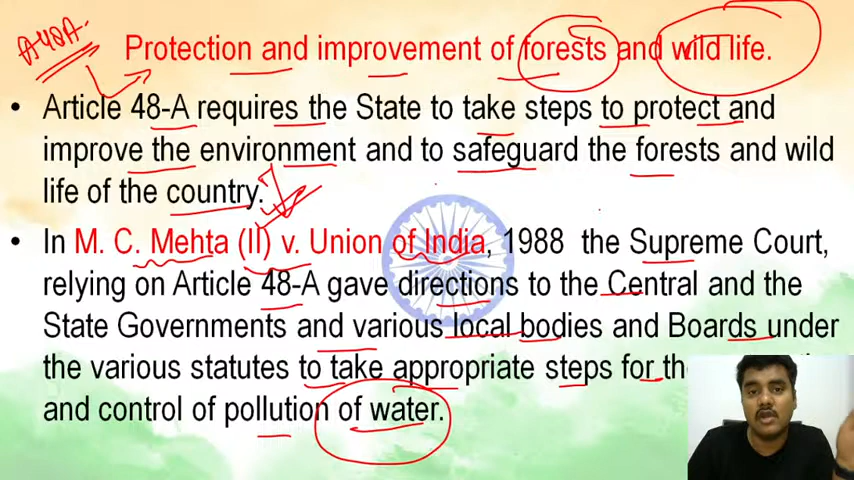 A48A.
Protection and improvement of forests and wild life.
• Article 48-A requires the State to take steps to protect and
improve the environment and to safeguard the forests and wild
life of the country.
• In M. C. Mehta (II) v. Union of India, 1988 the Supreme Court,
relying on Article 48-A gave directions to the Central and the
State Governments and various local bodies and Boards under
the various statutes to take appropriate steps for
and control of pollution of water.